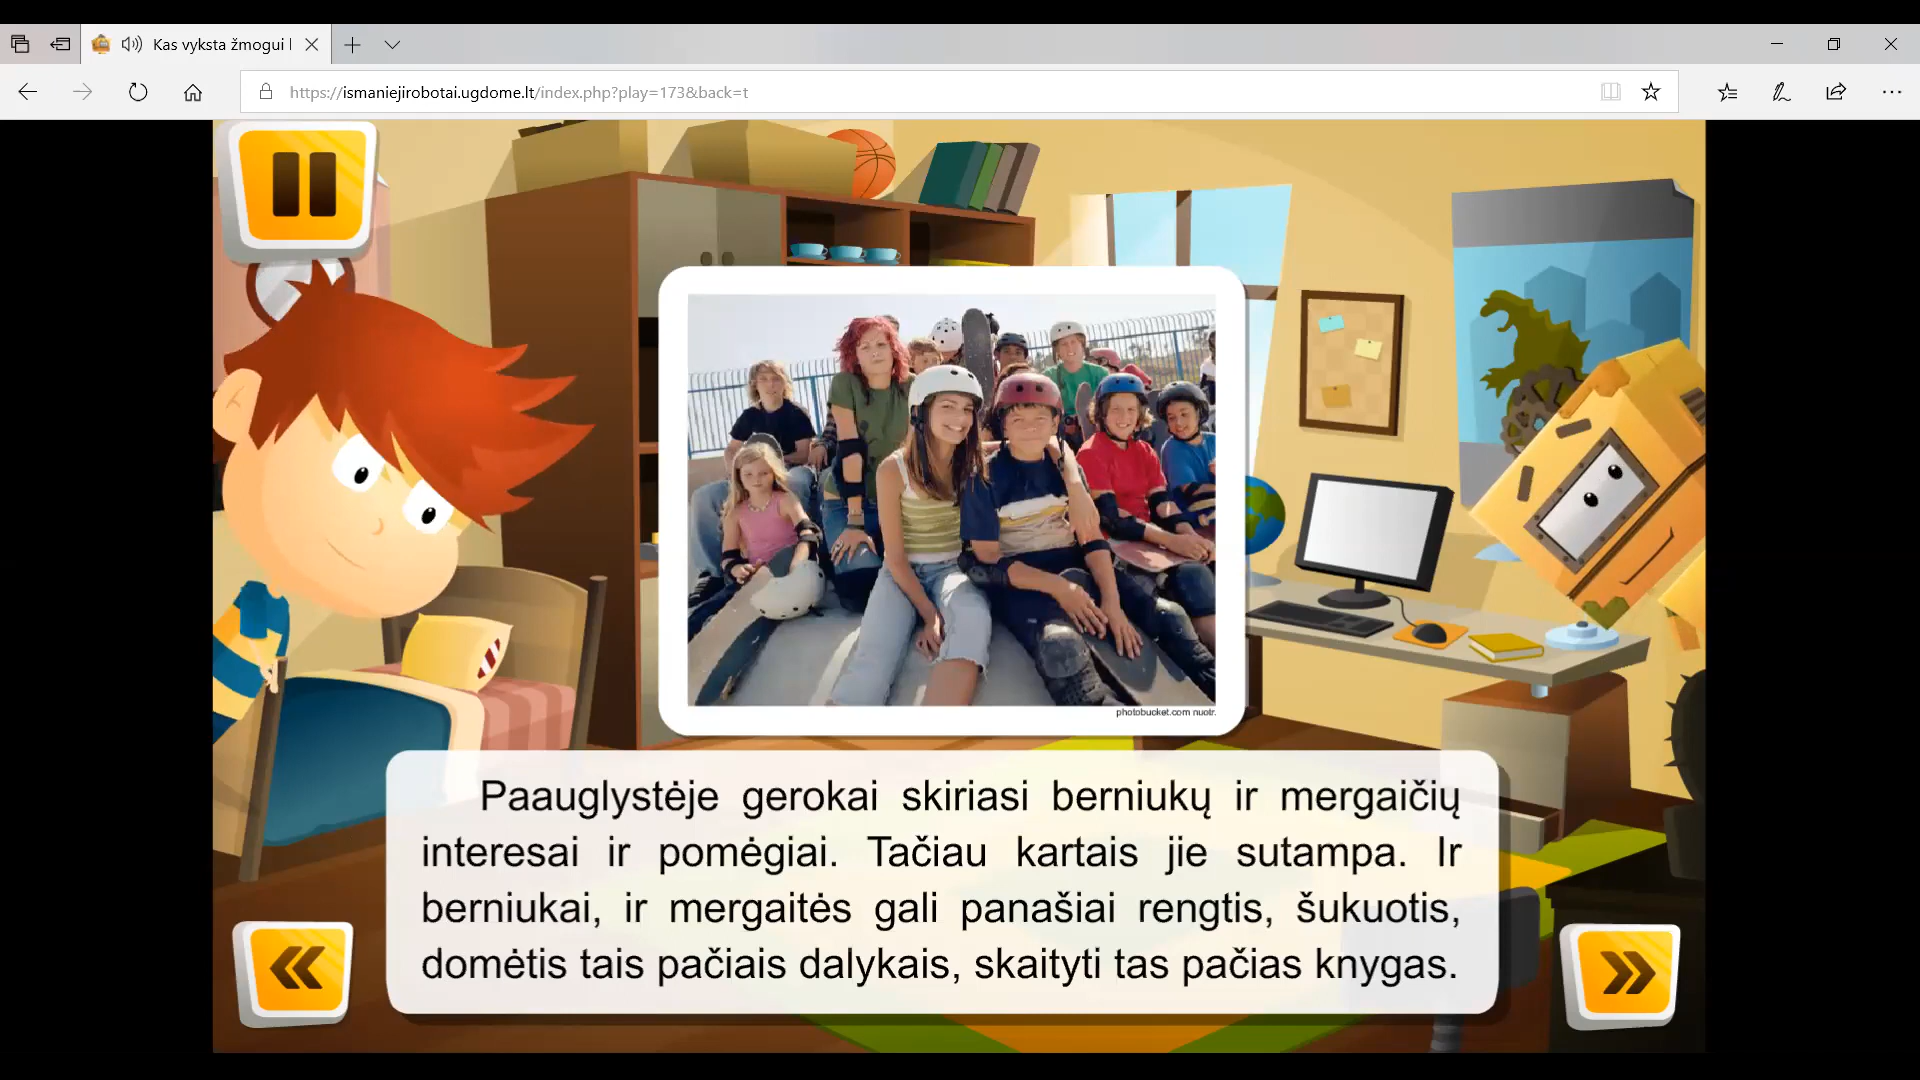 Kas vyksta žmogui
https://ismaniejirobotai.ugdome.lt/index.php?play=173&back=t
photobucket.com nuotr.
Paauglystėje gerokai skiriasi berniukų ir mergaičių
interesai ir pomėgiai. Tačiau kartais jie sutampa. Ir
berniukai, ir mergaitės gali panašiai rengtis, šukuotis,
domėtis tais pačiais dalykais, skaityti tas pačias knygas.